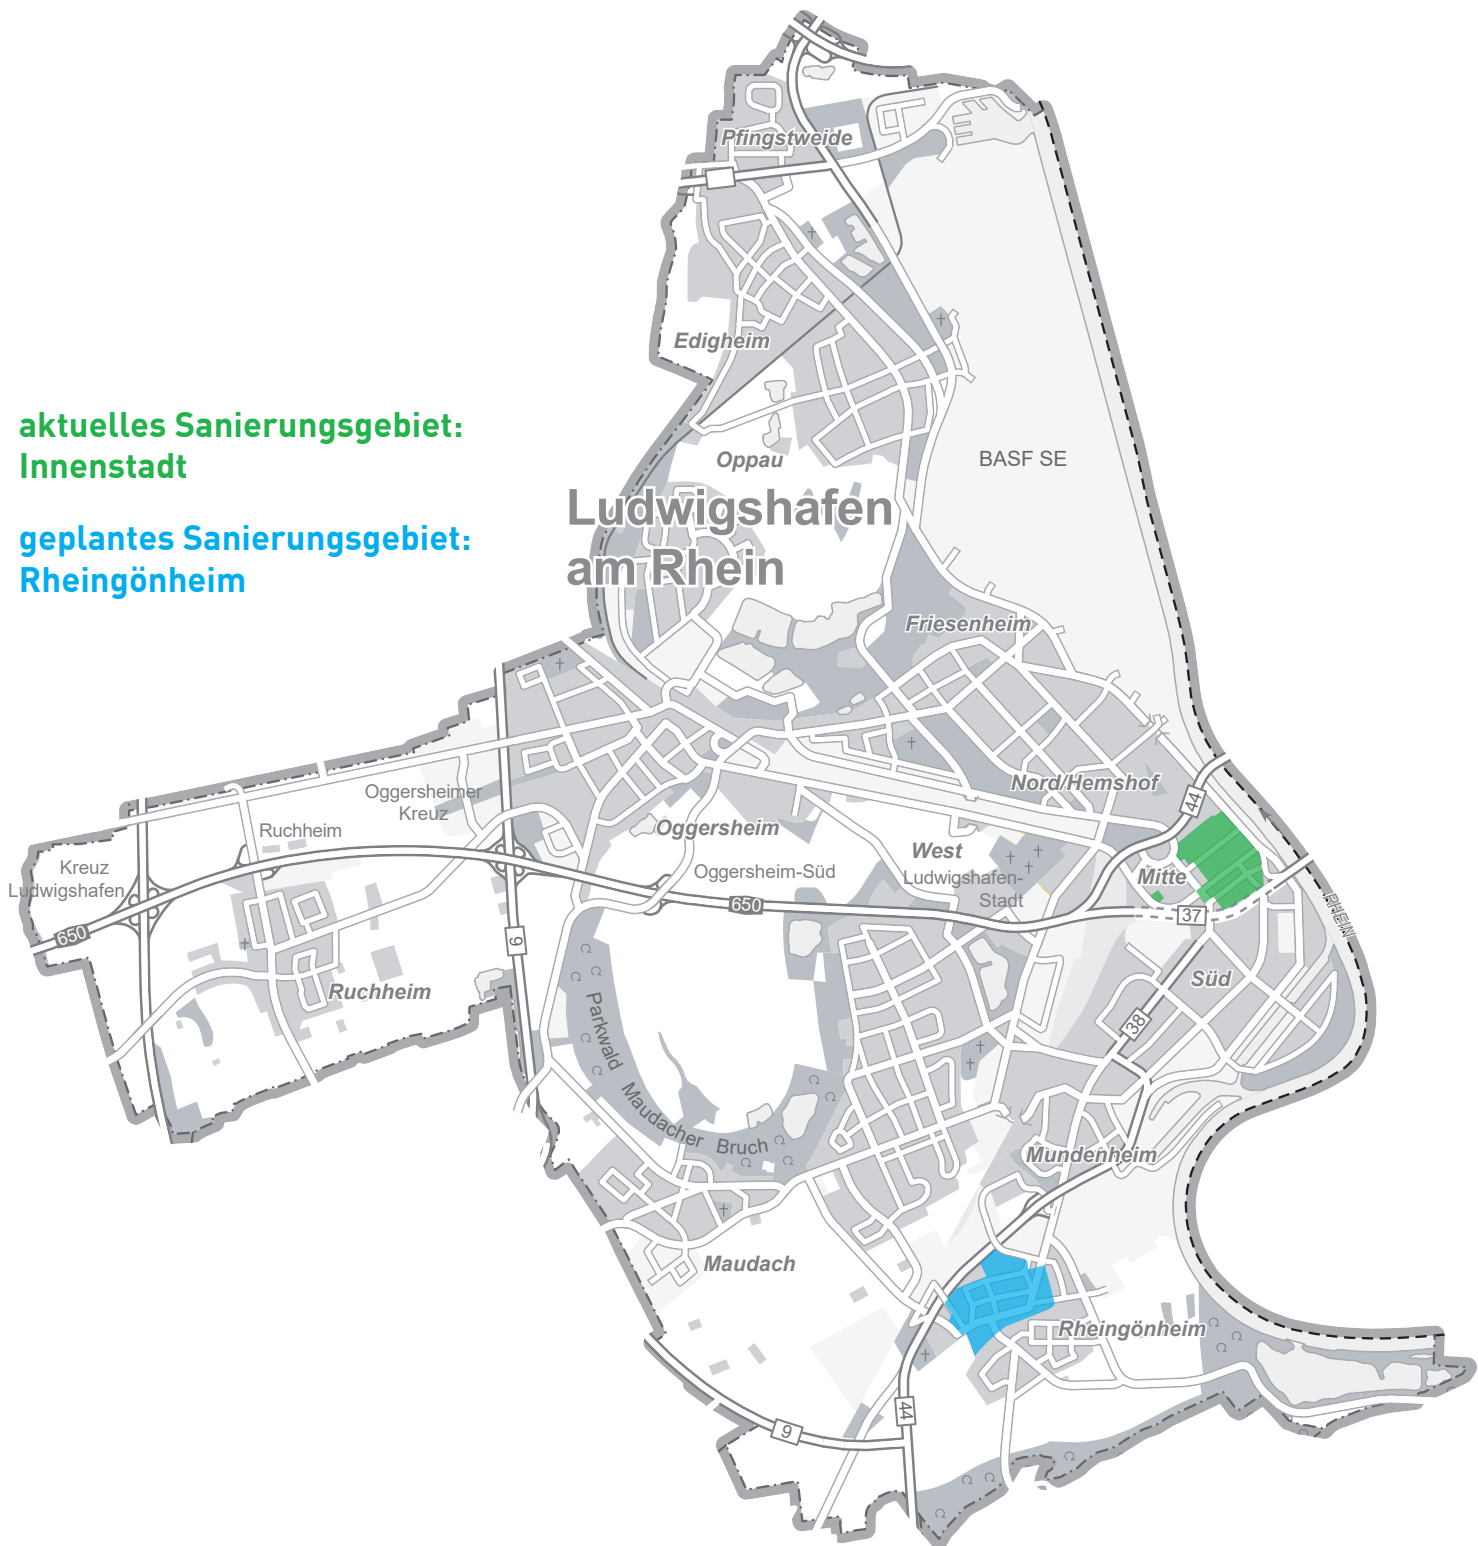 Pfingstweide
Edigheim
aktuelles Sanierungsgebiet:
Innenstadt
Oppau
BASF SE
Ludwigshafen
am Rhein
geplantes Sanierungsgebiet:
Rheingönheim
Friesenheim
Nord/Hemshof
44
Oggersheimer
Kreuz
Ruchheim
Oggersheim
West
Mitte
Kreuz
Ludwigshafen
Oggersheim-Süd
Ludwigshafen-
Stadt
650
650
37
RHEIN
9
Ruchheim
Süd
38
Parkwald
Maudacher Bruch
Mundenheim
Maudach
Rheingönheim
44
9